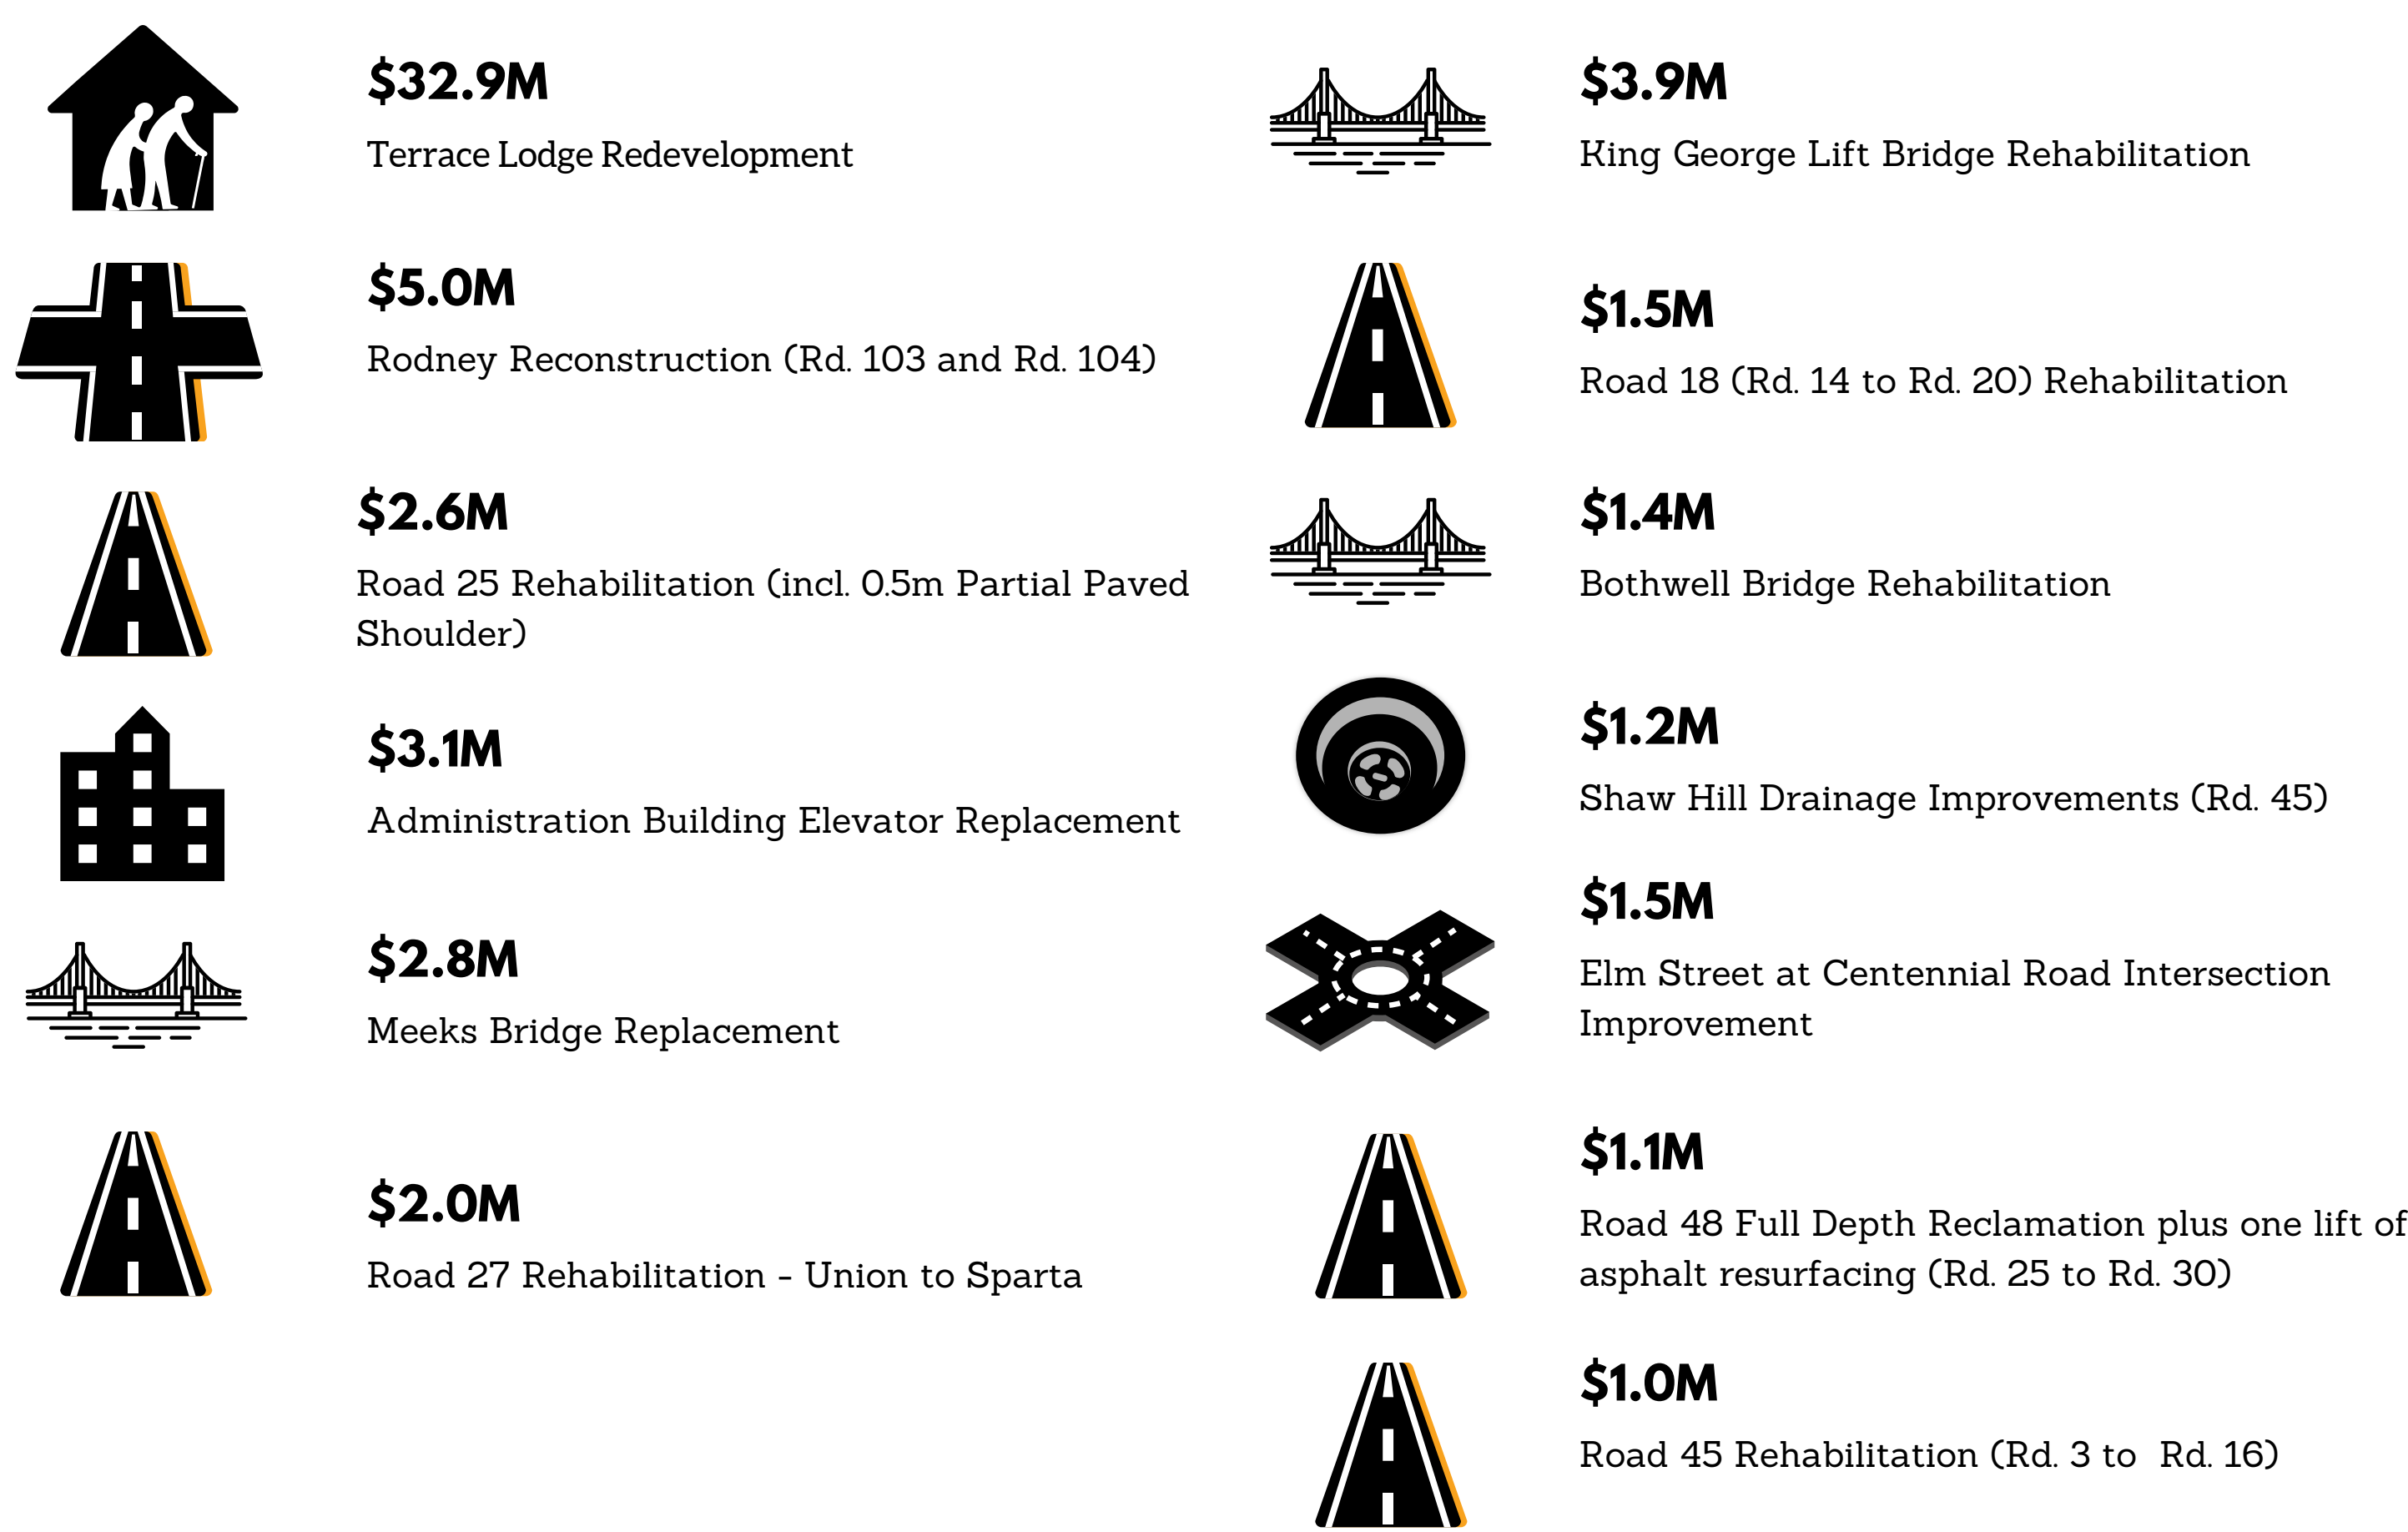 $32.9M
Terrace Lodge Redevelopment
$5.0M
Rodney Reconstruction (Rd. 103 and Rd. 104)
$2.6M
Road 25 Rehabilitation (incl. 0.5m Partial Paved
Shoulder)
$3.1M
Administration Building Elevator Replacement
$2.8M
Meeks Bridge Replacement
$2.0M
Road 27 Rehabilitation - Union to Sparta
$3.9M
King George Lift Bridge Rehabilitation
$1.5M
Road 18 (Rd. 14 to Rd. 20) Rehabilitation
$1.4M
Bothwell Bridge Rehabilitation
$1.2M
Shaw Hill Drainage Improvements (Rd. 45)
$1.5M
Elm Street at Centennial Road Intersection
Improvement
$1.1M
Road 48 Full Depth Reclamation plus one lift of
asphalt resurfacing (Rd. 25 to Rd. 30)
$1.0M
Road 45 Rehabilitation (Rd. 3 to  Rd. 16)